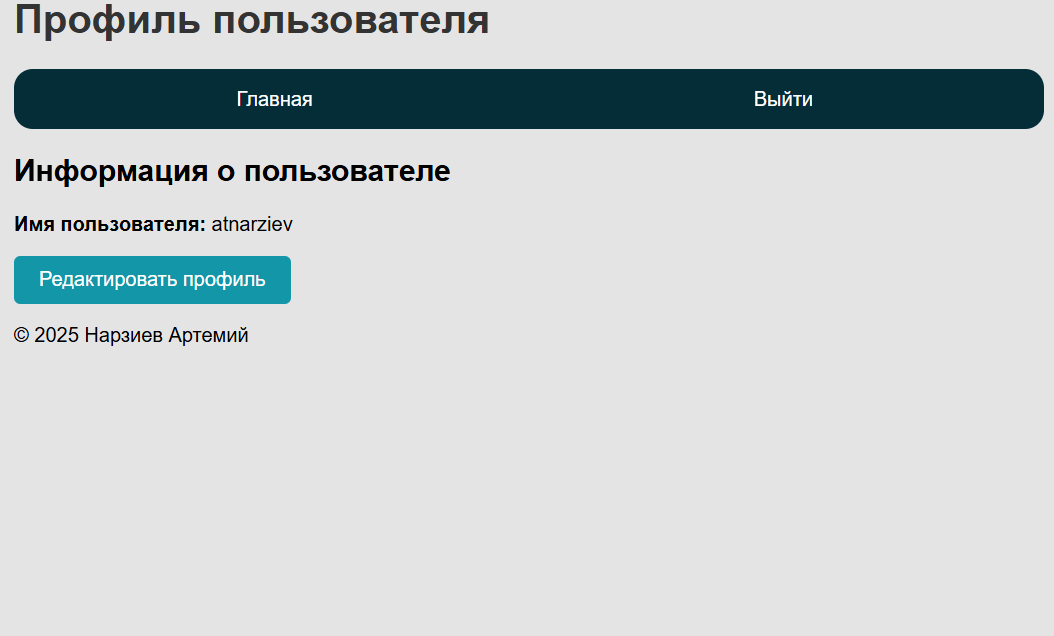 Профиль пользователя
Главная Выйти
Информация о пользователе
Имя пользователя: atnarziev
Редактировать профиль
© 2025 Нарзиев Артемий